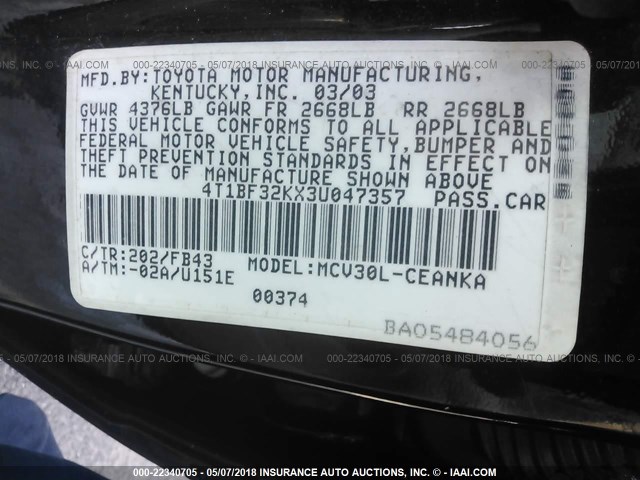 000-22340705 - 05/07/2018 INSURANCE AUTO AUCTIONS © - IAAI.COM
MFD.BY:TOYOTA MOTOR MANUFACTURING,
KENTUCKY,INC. 03/03
GVWR 4376LB GAWR FR 2668LB RR 2668LB
THIS VEHICLE CONFORMS TO ALL APPLICABLE
FEDERAL MOTOR VEHICLE SAFETY,BUMPER AND
THEFT PREVENTION STANDARDS IN EFFECT ON
THE DATE OF MANUFACTURE SHOWN ABOVE
4T1BF32KX3U047357 PASS.CAR
C/TR:202/FB43 MODEL:MCV30L-CEANKA
A/TM:-02A/U151E
00374
BA05484056
000-22340705 - 05/07/2018 INSURANCE AUTO AUCTIONS © - IAAI.COM
000-22340705 - 05/07/2018 INSURANCE AUTO AUCTIONS © - IAAI.COM